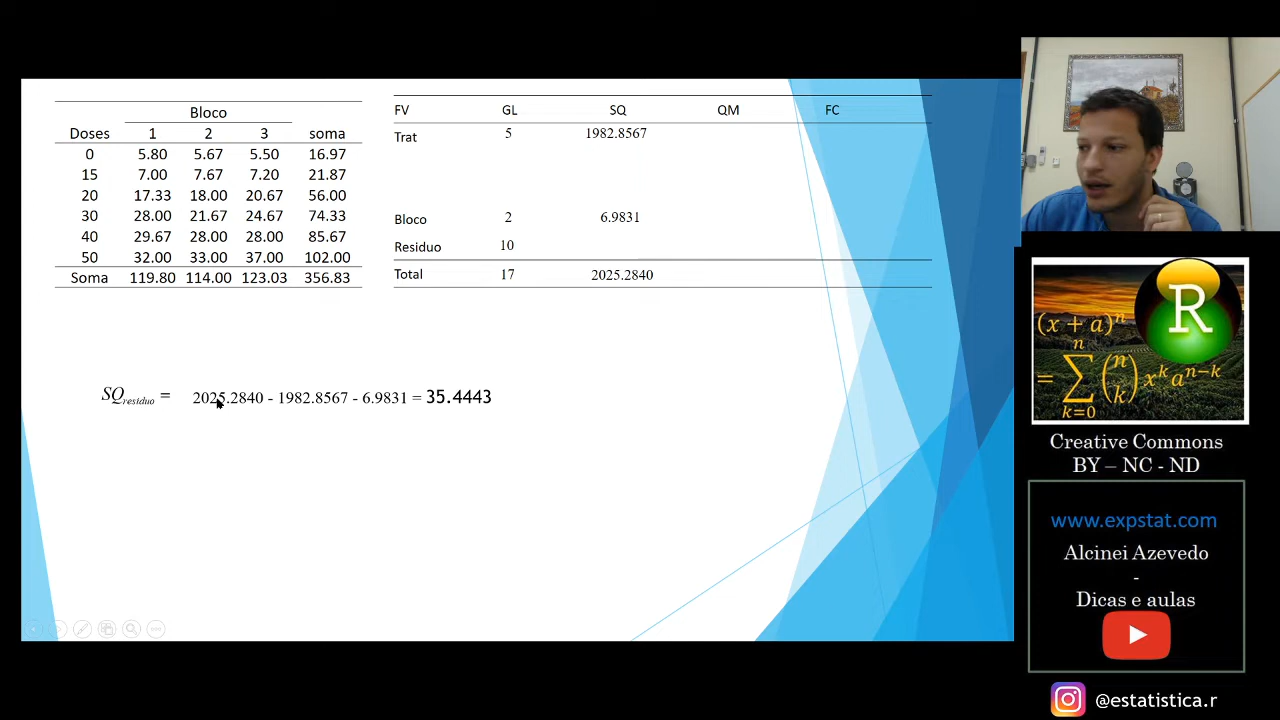 Bloco
Doses 1 2 3 soma
0 5.80 5.67 5.50 16.97
15 7.00 7.67 7.20 21.87
20 17.33 18.00 20.67 56.00
30 28.00 21.67 24.67 74.33
40 29.67 28.00 28.00 85.67
50 32.00 33.00 37.00 102.00
Soma 119.80 114.00 123.03 356.83
FV GL SQ QM FC
Trat 5 1982.8567
Bloco 2 6.9831
Residuo 10
Total 17 2025.2840
SQresíduo = 2025.2840 - 1982.8567 - 6.9831 = 35.4443
R
(x + a)^n
= ∑ n k=0 (n k) x^k a^n−k
Creative Commons
BY – NC - ND
www.expstat.com
Alcinei Azevedo
-
Dicas e aulas
@estatistica.r